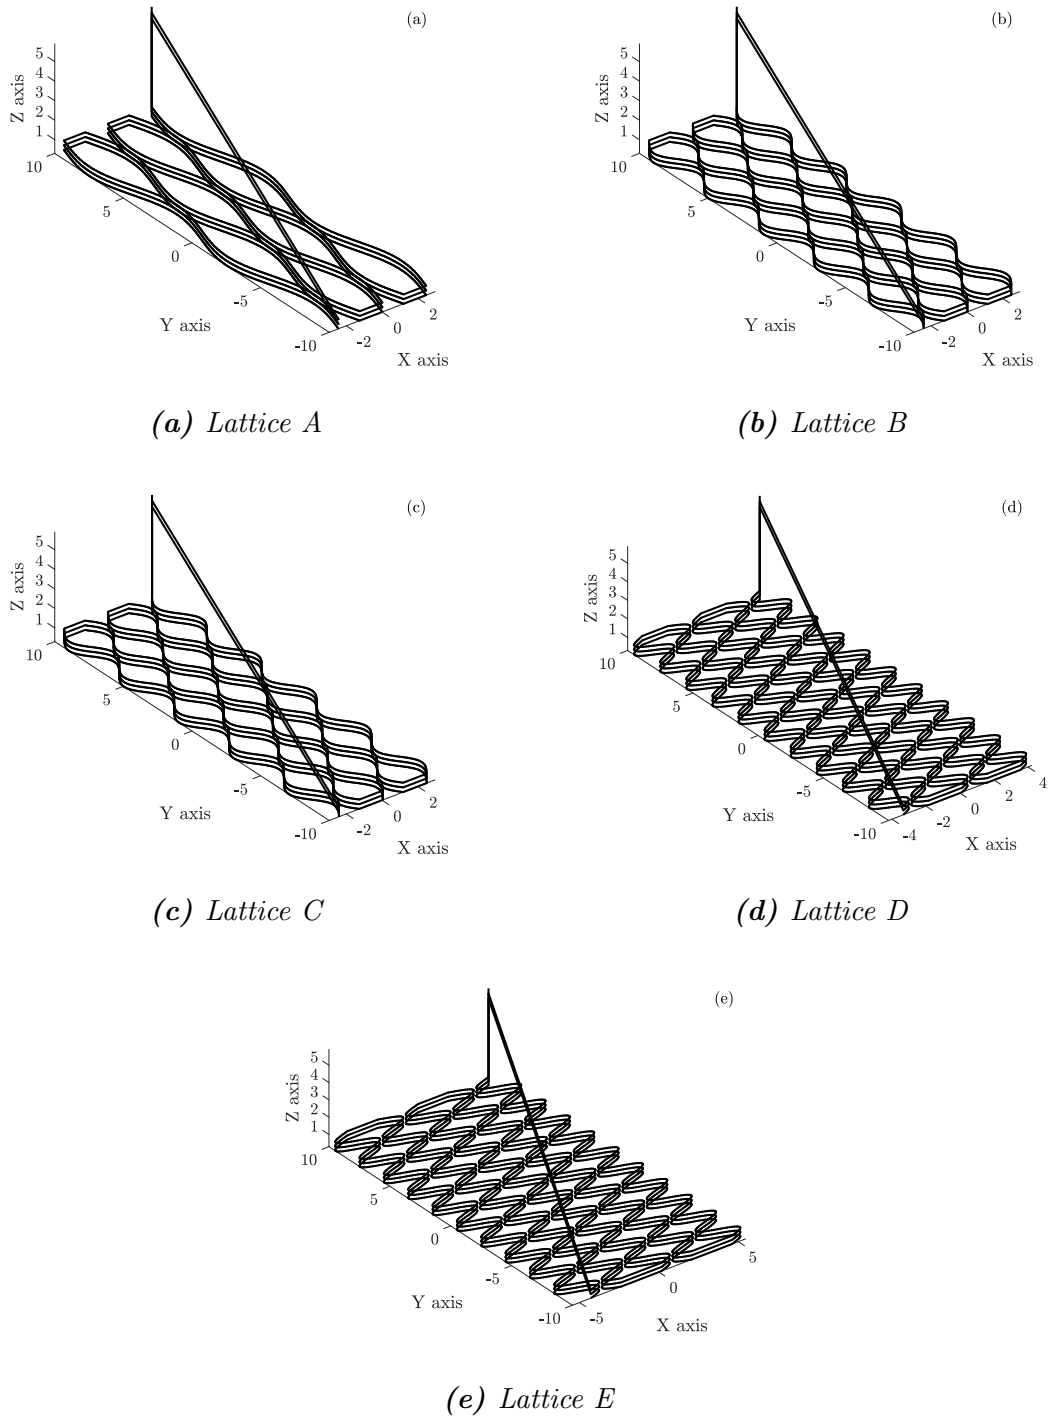 (a)
5
4
3
2
1
Z axis
10
5
0
-5
-10
Y axis
-2
0
2
X axis
(a) Lattice A
(b)
5
4
3
2
1
Z axis
10
5
0
-5
-10
Y axis
-2
0
2
X axis
(b) Lattice B
(c)
5
4
3
2
1
Z axis
10
5
0
-5
-10
Y axis
-2
0
2
X axis
(c) Lattice C
(d)
5
4
3
2
1
Z axis
10
5
0
-5
-10
Y axis
-4
-2
0
2
4
X axis
(d) Lattice D
(e)
5
4
3
2
1
Z axis
10
5
0
-5
-10
Y axis
-5
0
5
X axis
(e) Lattice E